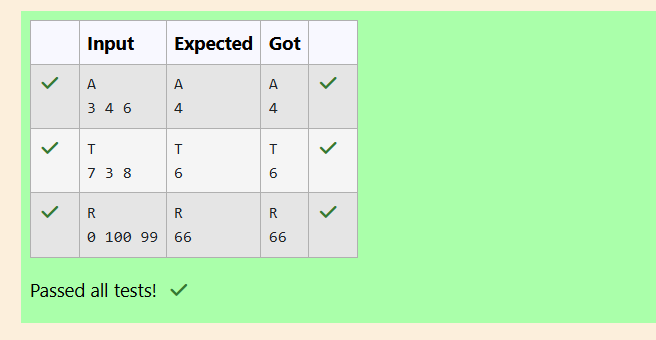 Input Expected Got
A A A
3 4 6 4 4
T T T
7 3 8 6 6
R R R
0 100 99 66 66
Passed all tests!